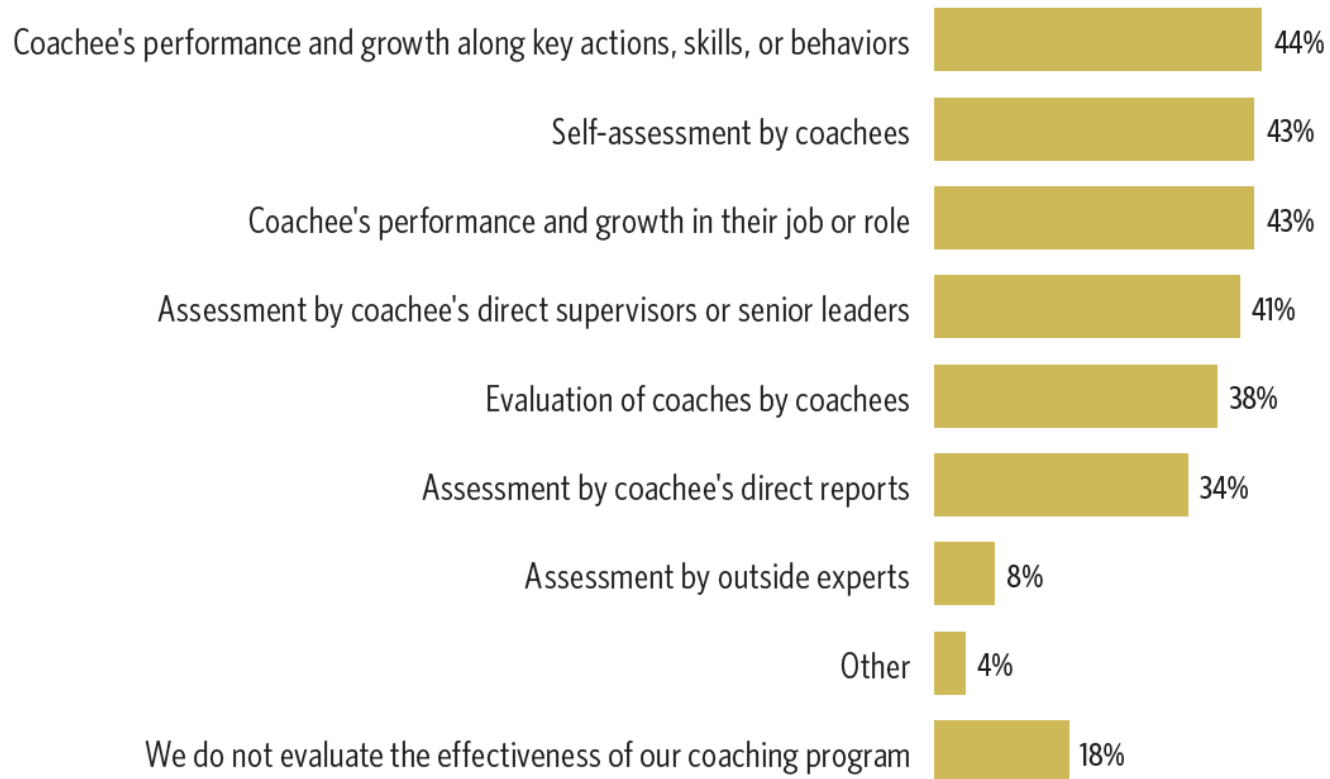 Coachee's performance and growth along key actions, skills, or behaviors 44%
Self-assessment by coachees 43%
Coachee's performance and growth in their job or role 43%
Assessment by coachee's direct supervisors or senior leaders 41%
Evaluation of coaches by coachees 38%
Assessment by coachee's direct reports 34%
Assessment by outside experts 8%
Other 4%
We do not evaluate the effectiveness of our coaching program 18%